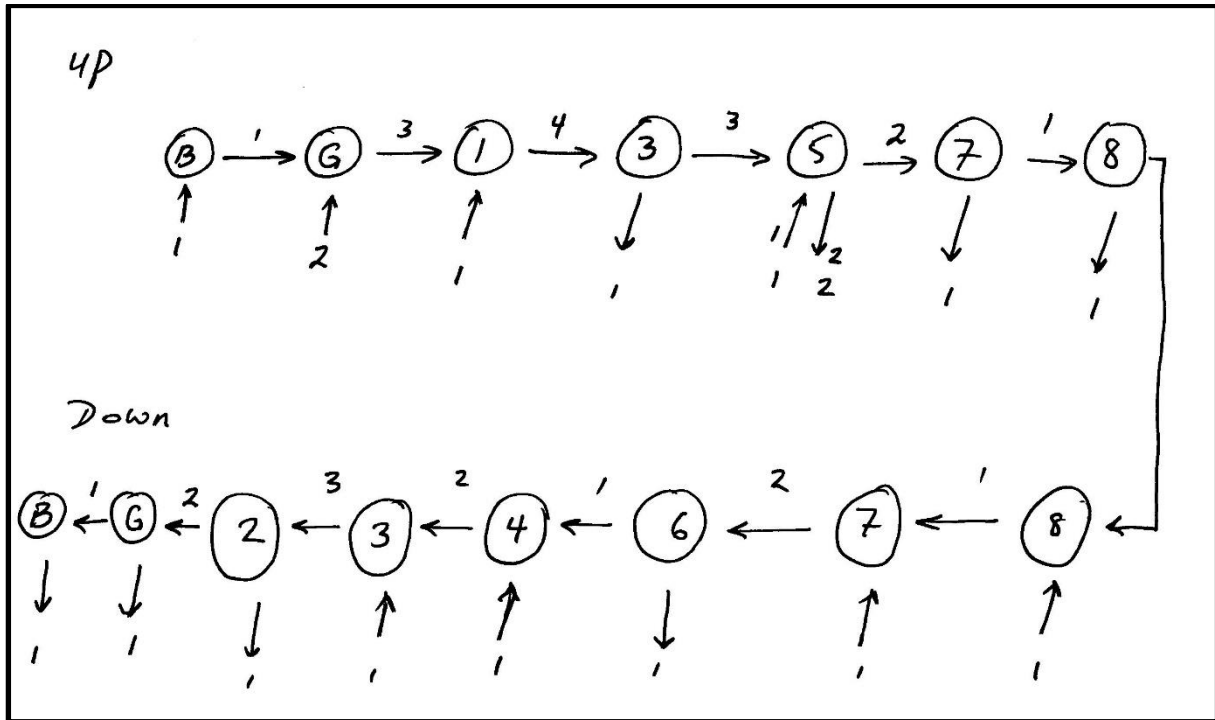 up
1 3 4 3 2 1
B G 1 3 5 7 8
1 2 1 1 1 1 2 2 1 1
Down
1 2 3 2 1 2 1
B G 2 3 4 6 7 8
1 1 1 1 1 1 1 1